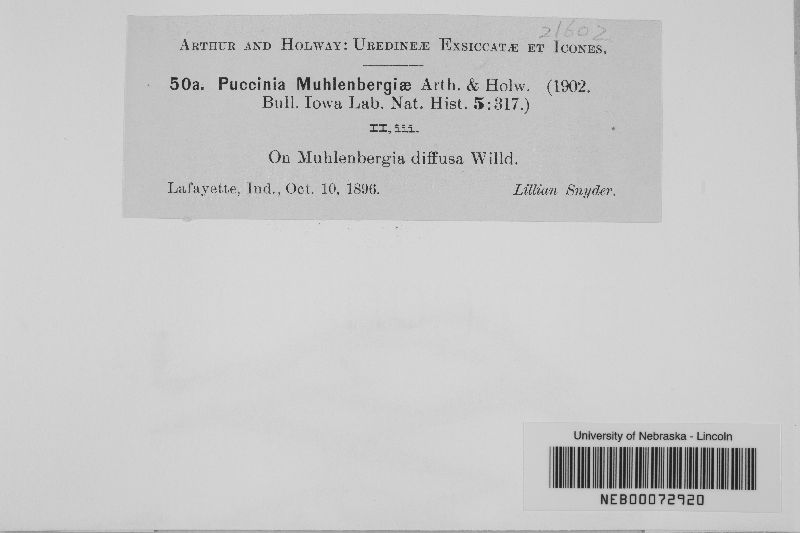 21602
Arthur and Holway: Uredineæ Exsiccatæ et Icones.
50a. Puccinia Muhlenbergiæ Arth. & Holw. (1902.
Bull. Iowa Lab. Nat. Hist. 5:317.)
II, iii.
On Muhlenbergia diffusa Willd.
Lafayette, Ind., Oct. 10, 1896. Lillian Snyder.
University of Nebraska - Lincoln
NEB00072920